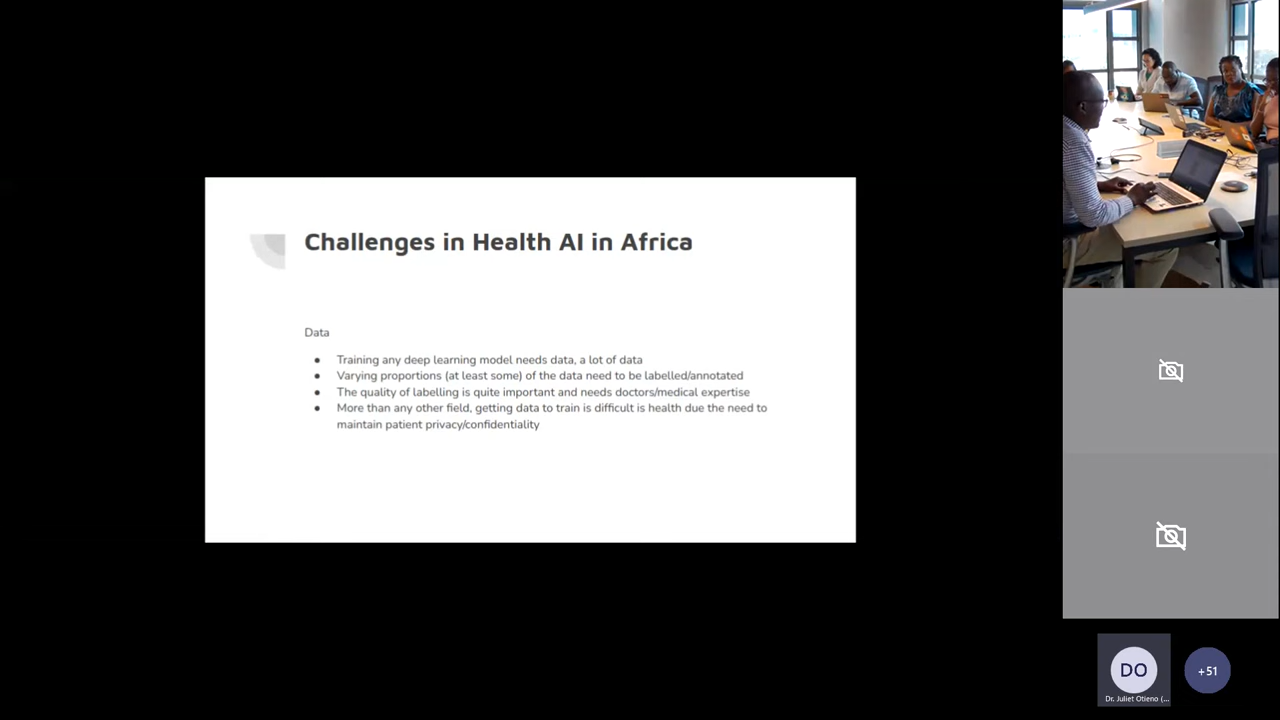 Challenges in Health AI in Africa
Data
● Training any deep learning model needs data, a lot of data
● Varying proportions (at least some) of the data need to be labelled/annotated
● The quality of labelling is quite important and needs doctors/medical expertise
● More than any other field, getting data to train is difficult is health due the need to
maintain patient privacy/confidentiality
DO
Dr. Juliet Otieno (...
+51